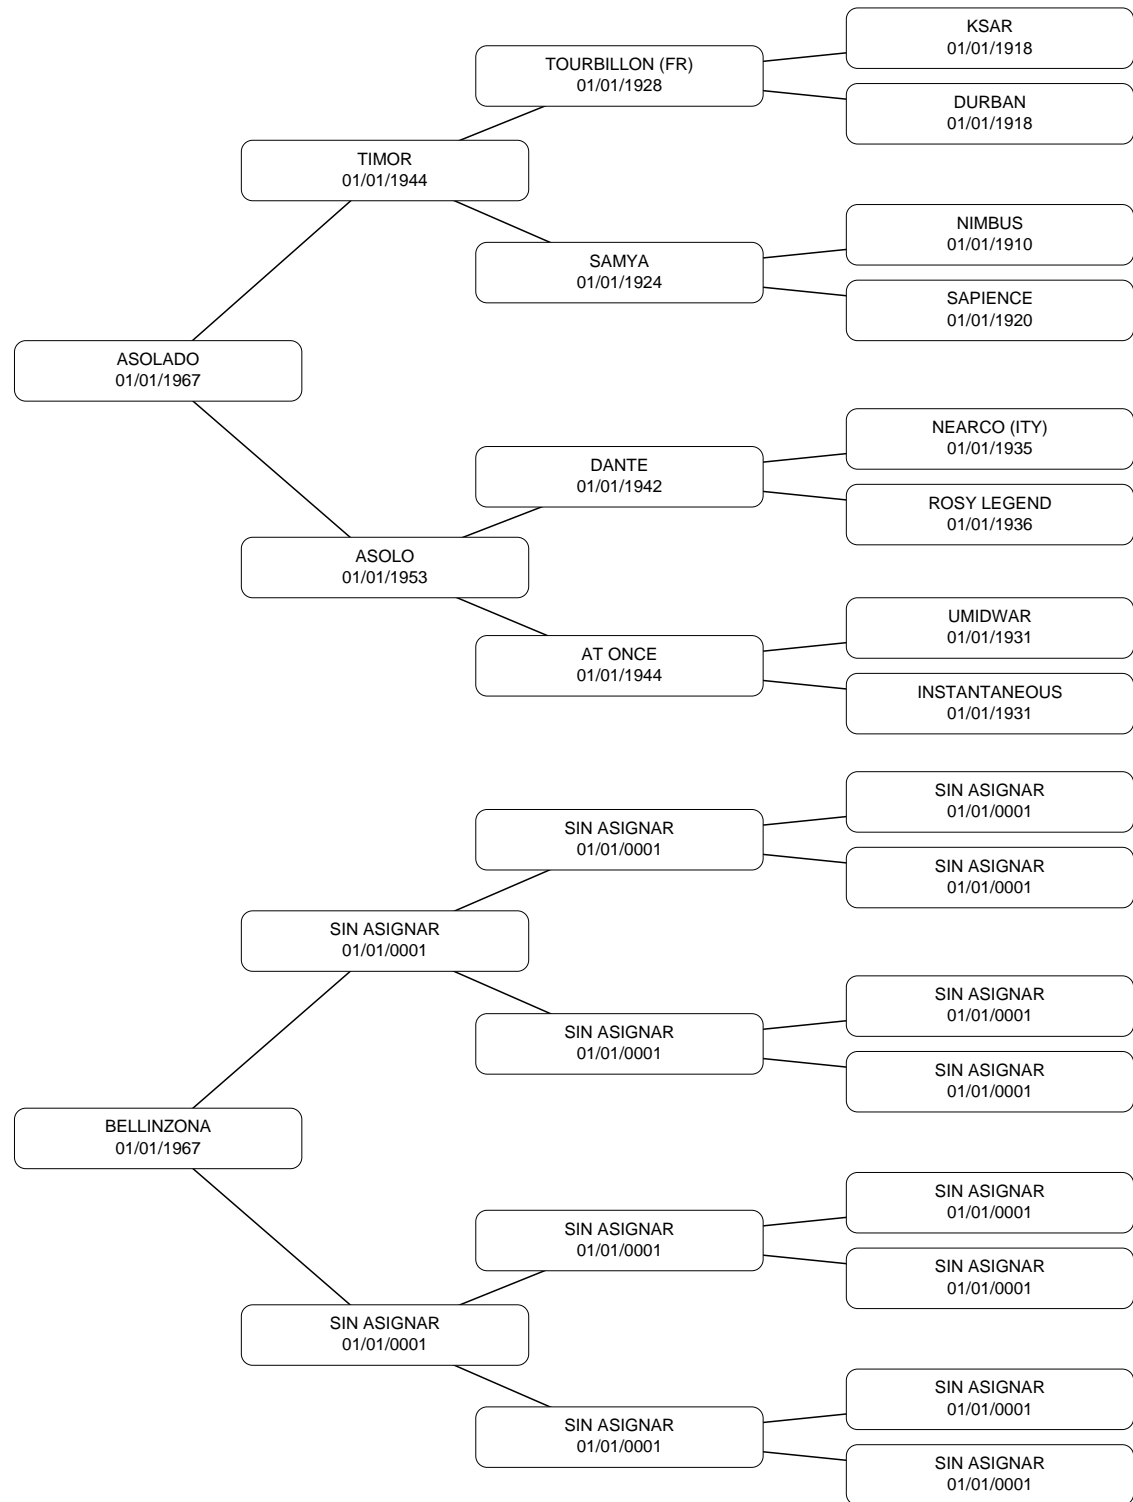 KSAR
01/01/1918
TOURBILLON (FR)
01/01/1928
DURBAN
01/01/1918
TIMOR
01/01/1944
NIMBUS
01/01/1910
SAMYA
01/01/1924
SAPIENCE
01/01/1920
ASOLADO
01/01/1967
NEARCO (ITY)
01/01/1935
DANTE
01/01/1942
ROSY LEGEND
01/01/1936
ASOLO
01/01/1953
UMIDWAR
01/01/1931
AT ONCE
01/01/1944
INSTANTANEOUS
01/01/1931
SIN ASIGNAR
01/01/0001
SIN ASIGNAR
01/01/0001
SIN ASIGNAR
01/01/0001
SIN ASIGNAR
01/01/0001
SIN ASIGNAR
01/01/0001
SIN ASIGNAR
01/01/0001
SIN ASIGNAR
01/01/0001
BELLINZONA
01/01/1967
SIN ASIGNAR
01/01/0001
SIN ASIGNAR
01/01/0001
SIN ASIGNAR
01/01/0001
SIN ASIGNAR
01/01/0001
SIN ASIGNAR
01/01/0001
SIN ASIGNAR
01/01/0001
SIN ASIGNAR
01/01/0001